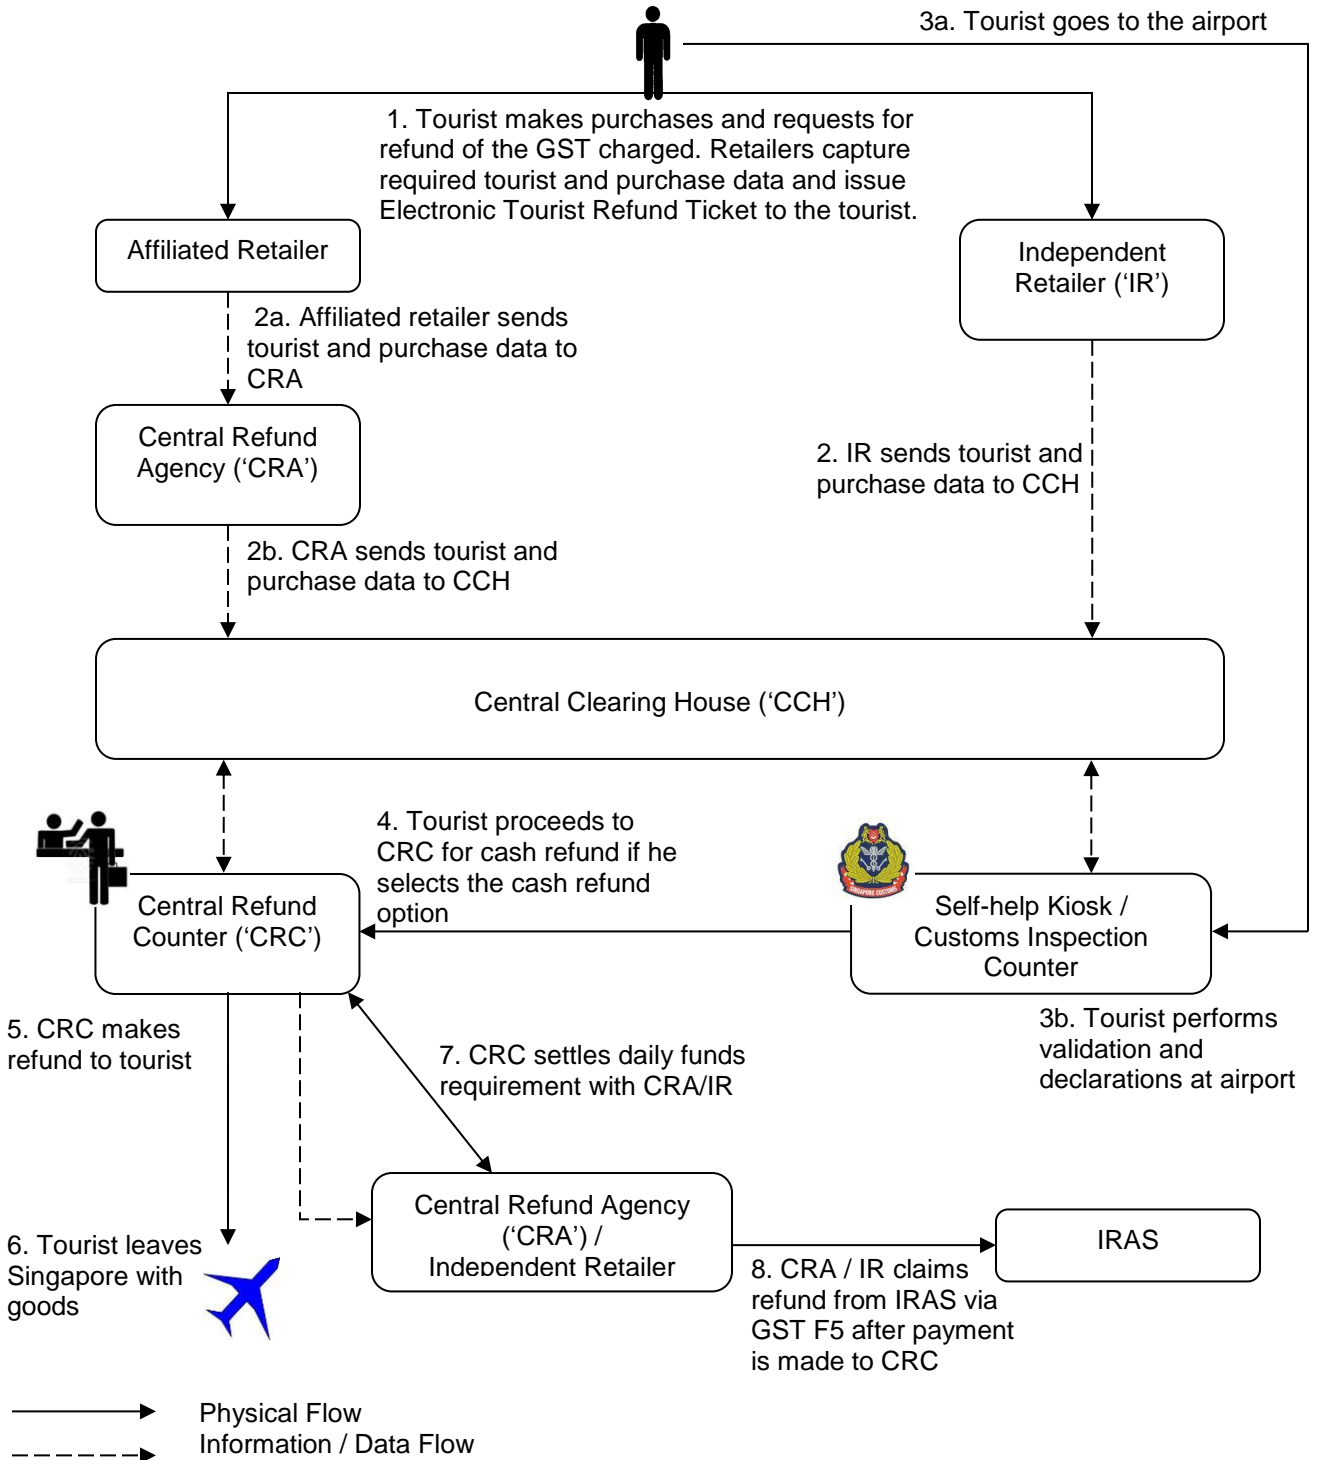 3a. Tourist goes to the airport
1. Tourist makes purchases and requests for
refund of the GST charged. Retailers capture
required tourist and purchase data and issue
Electronic Tourist Refund Ticket to the tourist.
Affiliated Retailer
Independent
Retailer (‘IR’)
2a. Affiliated retailer sends
tourist and purchase data to
CRA
Central Refund
Agency (‘CRA’)
2. IR sends tourist and
purchase data to CCH
2b. CRA sends tourist and
purchase data to CCH
Central Clearing House (‘CCH’)
4. Tourist proceeds to
CRC for cash refund if he
selects the cash refund
option
SINGAPORE CUSTOMS
Central Refund
Counter (‘CRC’)
Self-help Kiosk /
Customs Inspection
Counter
5. CRC makes
refund to tourist
3b. Tourist performs
validation and
declarations at airport
7. CRC settles daily funds
requirement with CRA/IR
Central Refund Agency
(‘CRA’) /
Independent Retailer
IRAS
6. Tourist leaves
Singapore with
goods
8. CRA / IR claims
refund from IRAS via
GST F5 after payment
is made to CRC
Physical Flow
Information / Data Flow